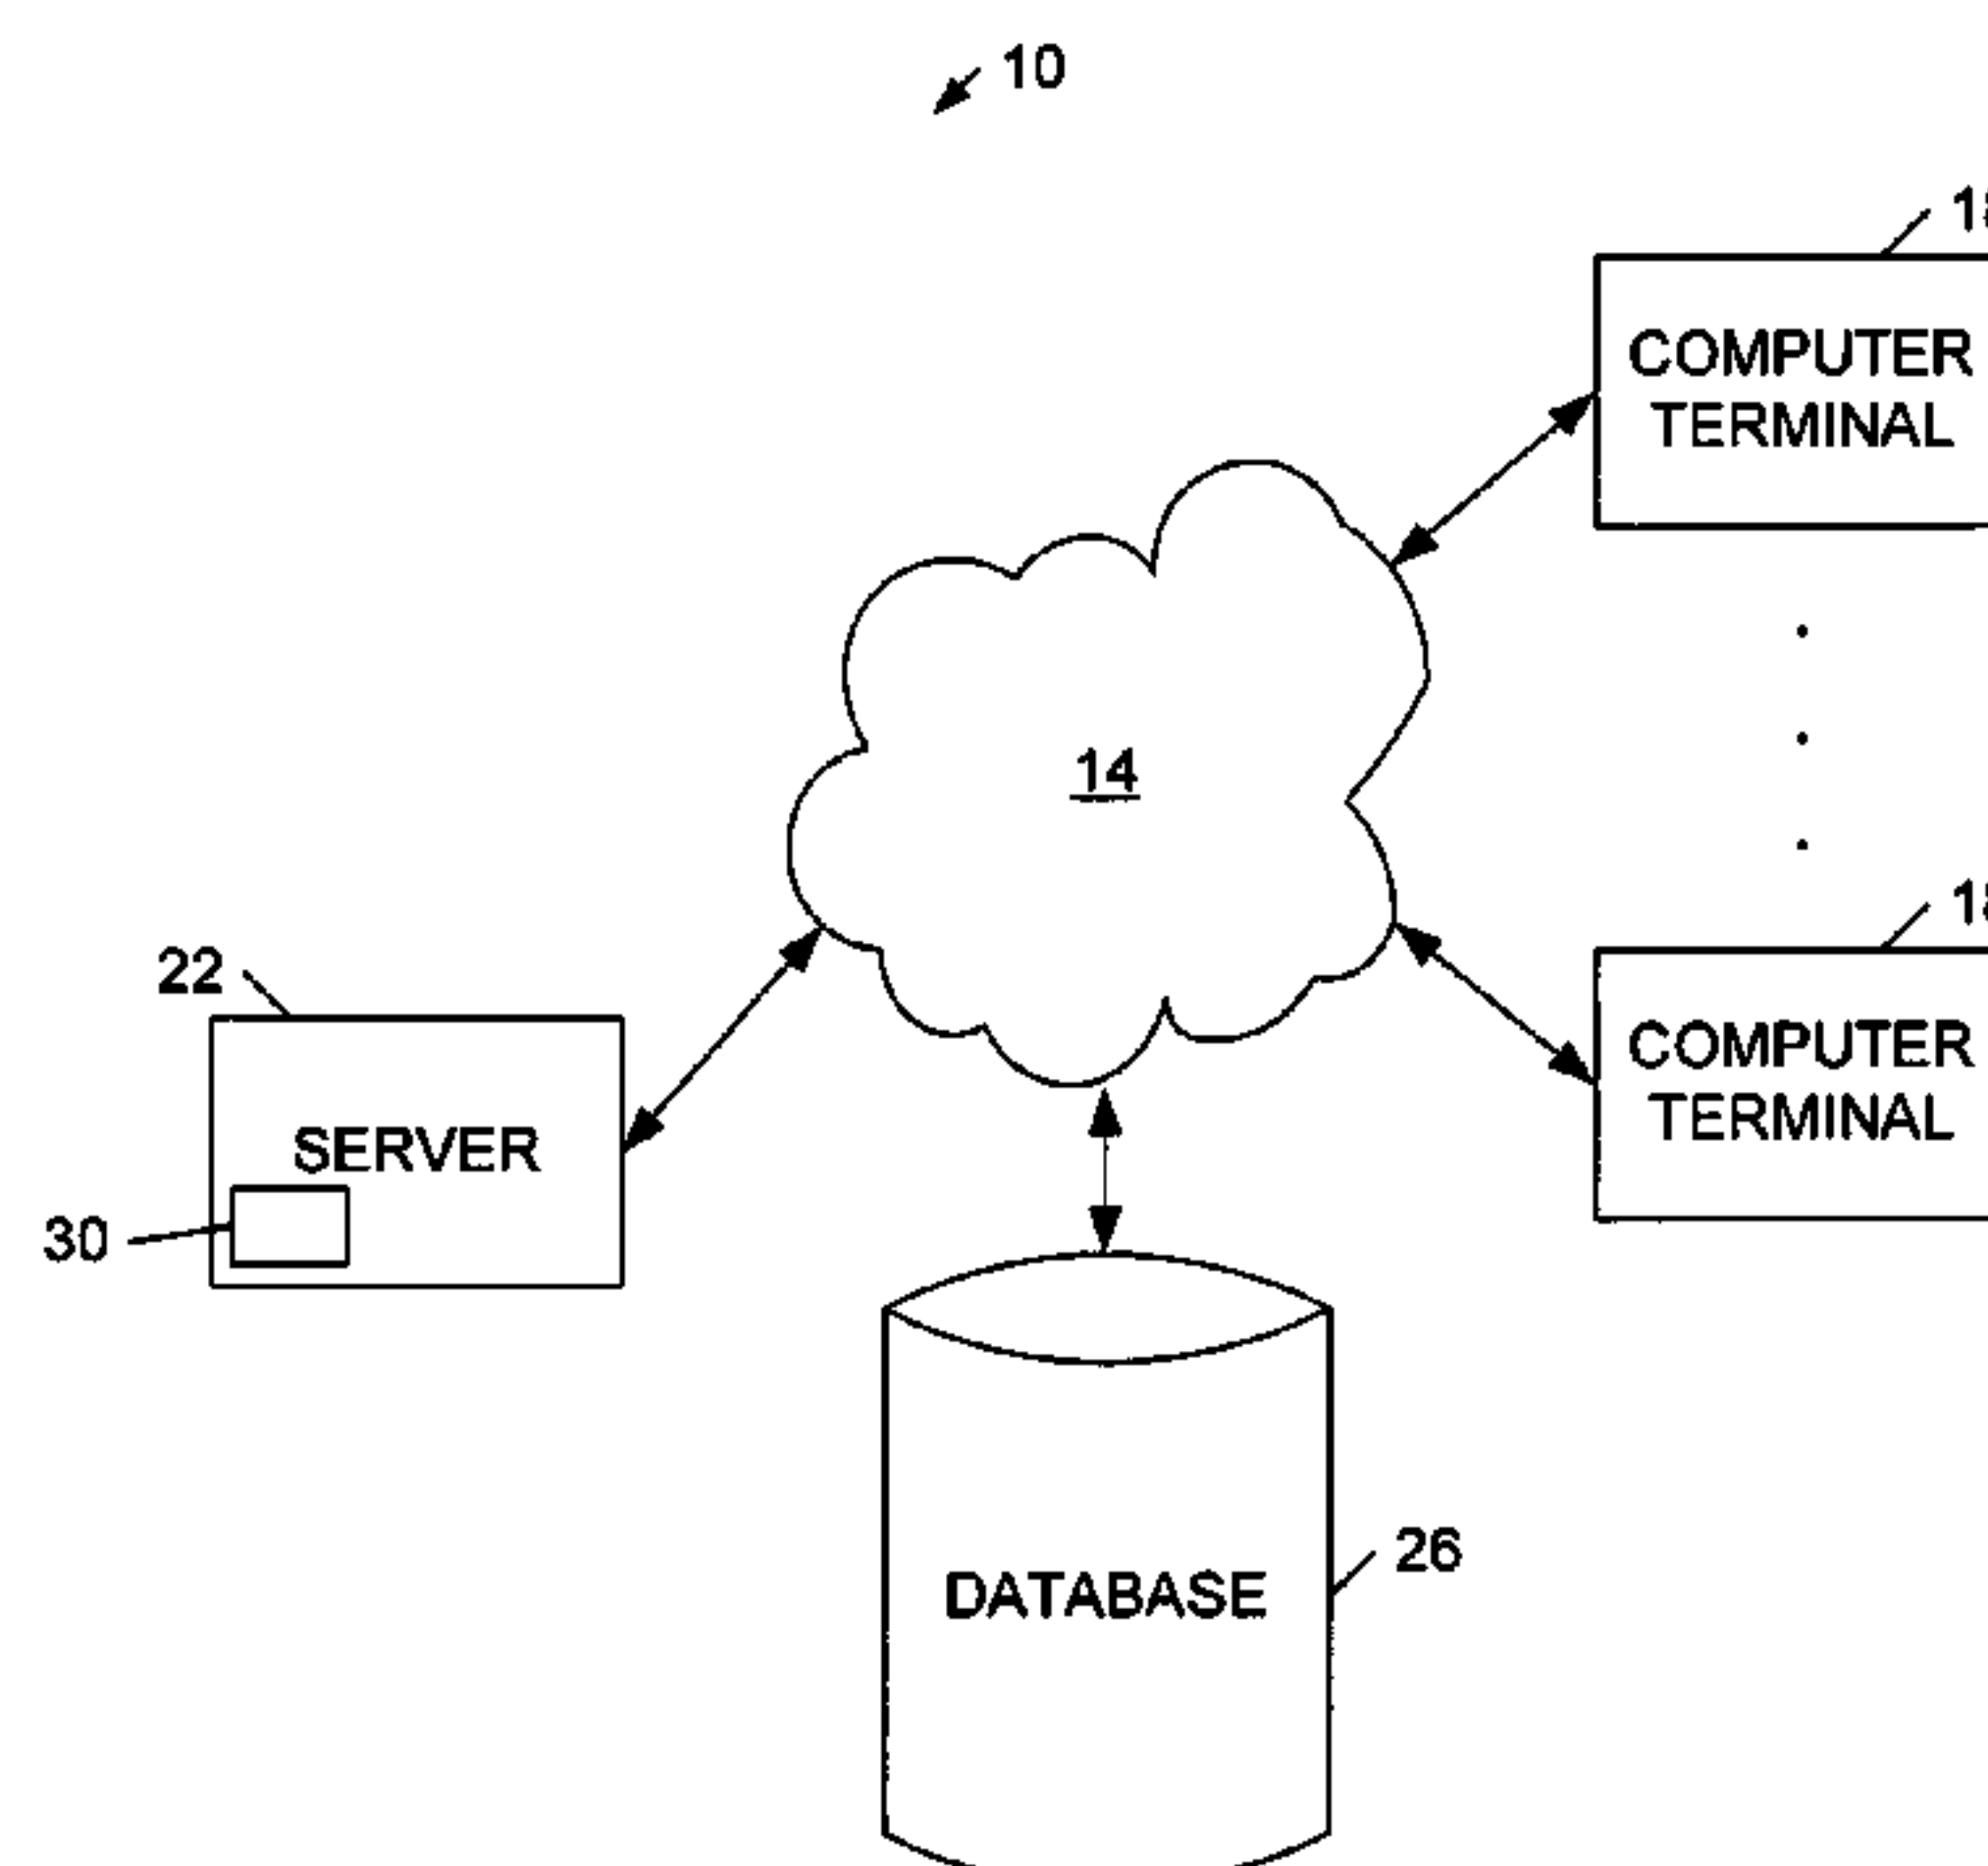 10
COMPUTER
TERMINAL
14
22
COMPUTER
TERMINAL
SERVER
30
26
DATABASE